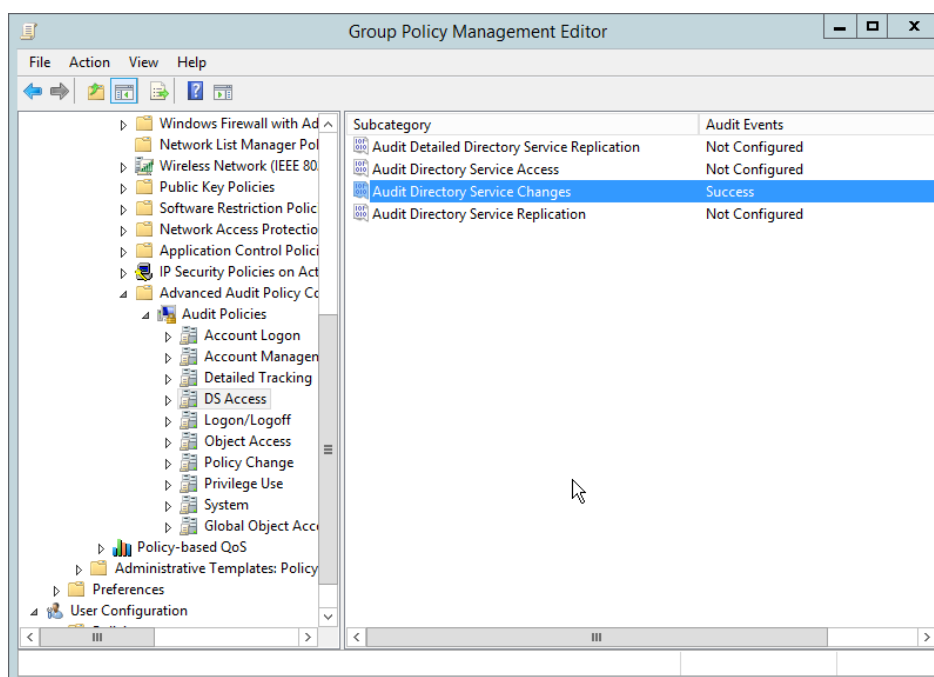 Group Policy Management Editor
File Action View Help
Windows Firewall with Ad
Network List Manager Pol
Wireless Network (IEEE 80.
Public Key Policies
Software Restriction Polic
Network Access Protectio
Application Control Polici
IP Security Policies on Act
Advanced Audit Policy Co
Audit Policies
Account Logon
Account Managen
Detailed Tracking
DS Access
Logon/Logoff
Object Access
Policy Change
Privilege Use
System
Global Object Acce
Policy-based QoS
Administrative Templates: Policy
Preferences
User Configuration
Subcategory Audit Events
Audit Detailed Directory Service Replication Not Configured
Audit Directory Service Access Not Configured
Audit Directory Service Changes Success
Audit Directory Service Replication Not Configured